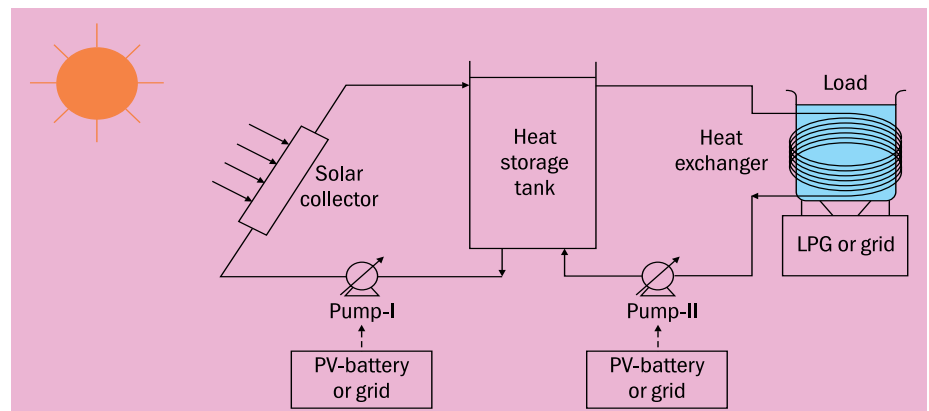 Load
Heat
storage
tank
Heat
exchanger
Solar
collector
LPG or grid
Pump-I
Pump-II
PV-battery
or grid
PV-battery
or grid